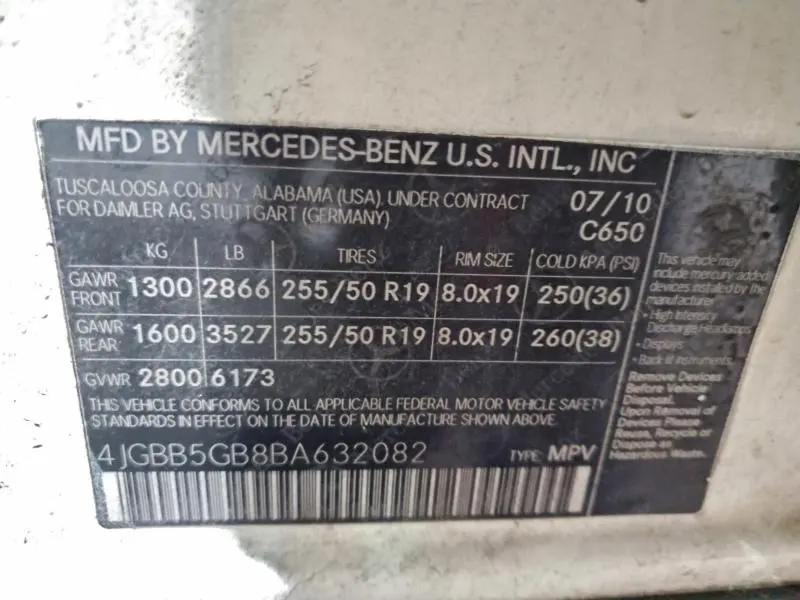 MFD BY MERCEDES-BENZ U.S. INTL., INC
TUSCALOOSA COUNTY, ALABAMA (USA), UNDER CONTRACT 07/10
FOR DAIMLER AG, STUTTGART (GERMANY) C650
KG LB TIRES RIM SIZE COLD KPA (PSI)
GAWR
FRONT 1300 2866 255/50 R19 8.0x19 250(36)
GAWR
REAR: 1600 3527 255/50 R19 8.0x19 260(38)
GVWR 2800 6173
THIS VEHICLE CONFORMS TO ALL APPLICABLE FEDERAL MOTOR VEHICLE SAFETY
STANDARDS IN EFFECT ON THE DATE OF MANUFACTURE SHOWN ABOVE.
4JGBB5GB8BA632082 TYPE: MPV
This vehicle may
include mercury-added
devices installed by the
manufacturer
- High Intensity
Discharge Headlamps
- Displays
- Back-lit instruments
Remove Devices
Before Vehicle
Disposal.
Upon Removal of
Devices Please
Reuse, Recycle or
Dispose as
Hazardous Waste.